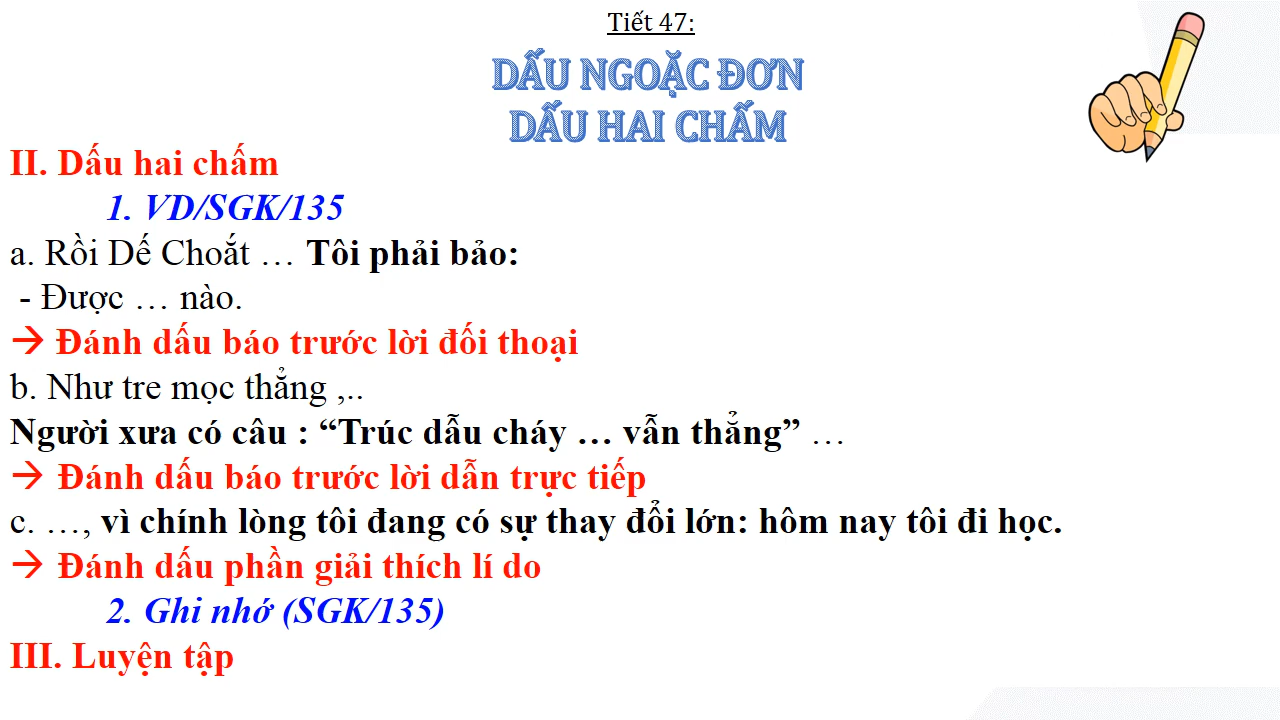 Tiết 47:
DẤU NGOẶC ĐƠN
DẤU HAI CHẤM
II. Dấu hai chấm
1. VD/SGK/135
a. Rồi Dế Choắt … Tôi phải bảo:
- Được … nào.
→ Đánh dấu báo trước lời đối thoại
b. Như tre mọc thẳng ,..
Người xưa có câu : “Trúc dẫu cháy … vẫn thẳng” …
→ Đánh dấu báo trước lời dẫn trực tiếp
c. …, vì chính lòng tôi đang có sự thay đổi lớn: hôm nay tôi đi học.
→ Đánh dấu phần giải thích lí do
2. Ghi nhớ (SGK/135)
III. Luyện tập